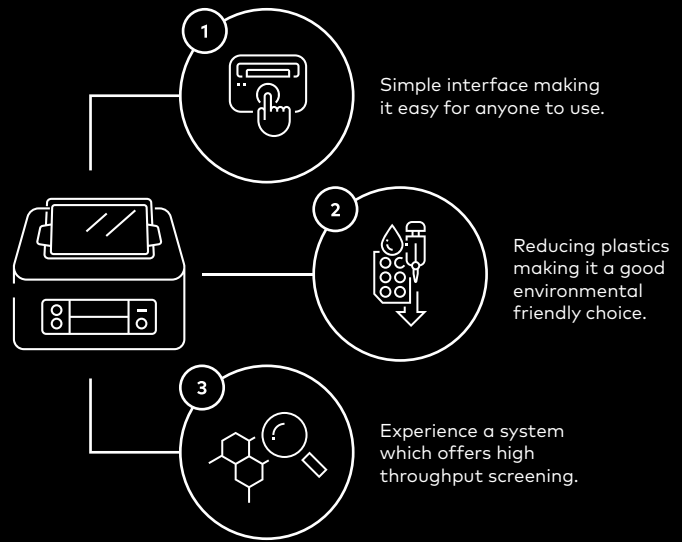 1
Simple interface making
it easy for anyone to use.
2
Reducing plastics
making it a good
environmental
friendly choice.
3
Experience a system
which offers high
throughput screening.